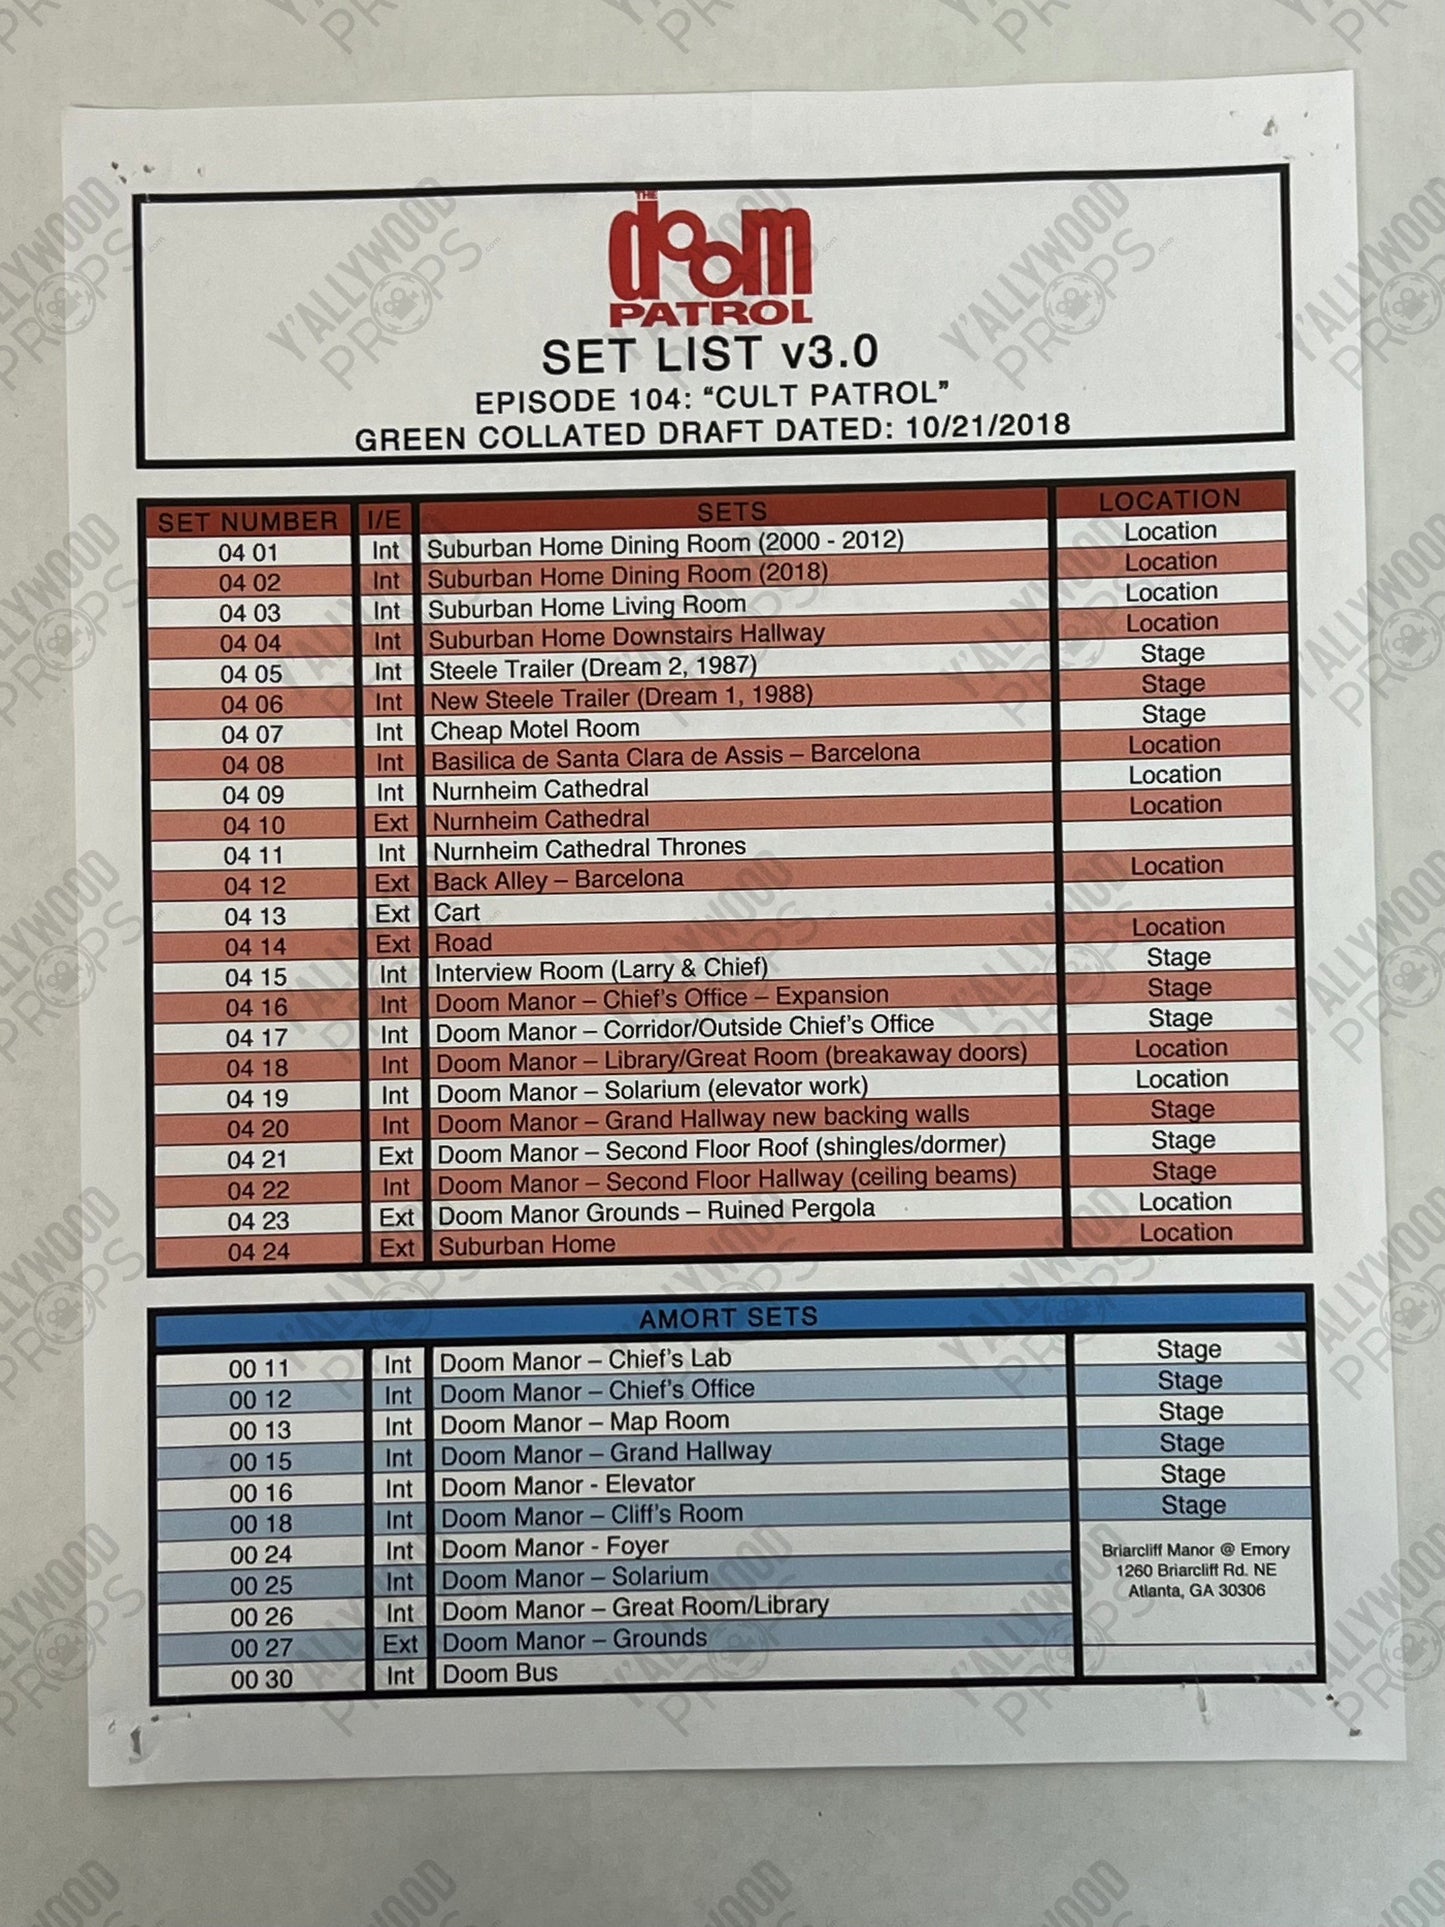 THE
doom
PATROL
SET LIST v3.0
EPISODE 104: “CULT PATROL”
GREEN COLLATED DRAFT DATED: 10/21/2018
SET NUMBER I/E SETS LOCATION
04 01 Int Suburban Home Dining Room (2000 - 2012) Location
04 02 Int Suburban Home Dining Room (2018) Location
04 03 Int Suburban Home Living Room Location
04 04 Int Suburban Home Downstairs Hallway Location
04 05 Int Steele Trailer (Dream 2, 1987) Stage
04 06 Int New Steele Trailer (Dream 1, 1988) Stage
04 07 Int Cheap Motel Room Stage
04 08 Int Basilica de Santa Clara de Assis – Barcelona Location
04 09 Int Nurnheim Cathedral Location
04 10 Ext Nurnheim Cathedral Location
04 11 Int Nurnheim Cathedral Thrones
04 12 Ext Back Alley – Barcelona Location
04 13 Ext Cart
04 14 Ext Road Location
04 15 Int Interview Room (Larry & Chief) Stage
04 16 Int Doom Manor – Chief’s Office – Expansion Stage
04 17 Int Doom Manor – Corridor/Outside Chief’s Office Stage
04 18 Int Doom Manor – Library/Great Room (breakaway doors) Location
04 19 Int Doom Manor – Solarium (elevator work) Location
04 20 Int Doom Manor – Grand Hallway new backing walls Stage
04 21 Ext Doom Manor – Second Floor Roof (shingles/dormer) Stage
04 22 Int Doom Manor – Second Floor Hallway (ceiling beams) Stage
04 23 Ext Doom Manor Grounds – Ruined Pergola Location
04 24 Ext Suburban Home Location
AMORT SETS
00 11 Int Doom Manor – Chief’s Lab Stage
00 12 Int Doom Manor – Chief’s Office Stage
00 13 Int Doom Manor – Map Room Stage
00 15 Int Doom Manor – Grand Hallway Stage
00 16 Int Doom Manor - Elevator Stage
00 18 Int Doom Manor – Cliff’s Room Stage
00 24 Int Doom Manor - Foyer
00 25 Int Doom Manor – Solarium
00 26 Int Doom Manor – Great Room/Library
00 27 Ext Doom Manor – Grounds
00 30 Int Doom Bus
Briarcliff Manor @ Emory
1260 Briarcliff Rd. NE
Atlanta, GA 30306
Y'ALLYWOOD
PROPS.com